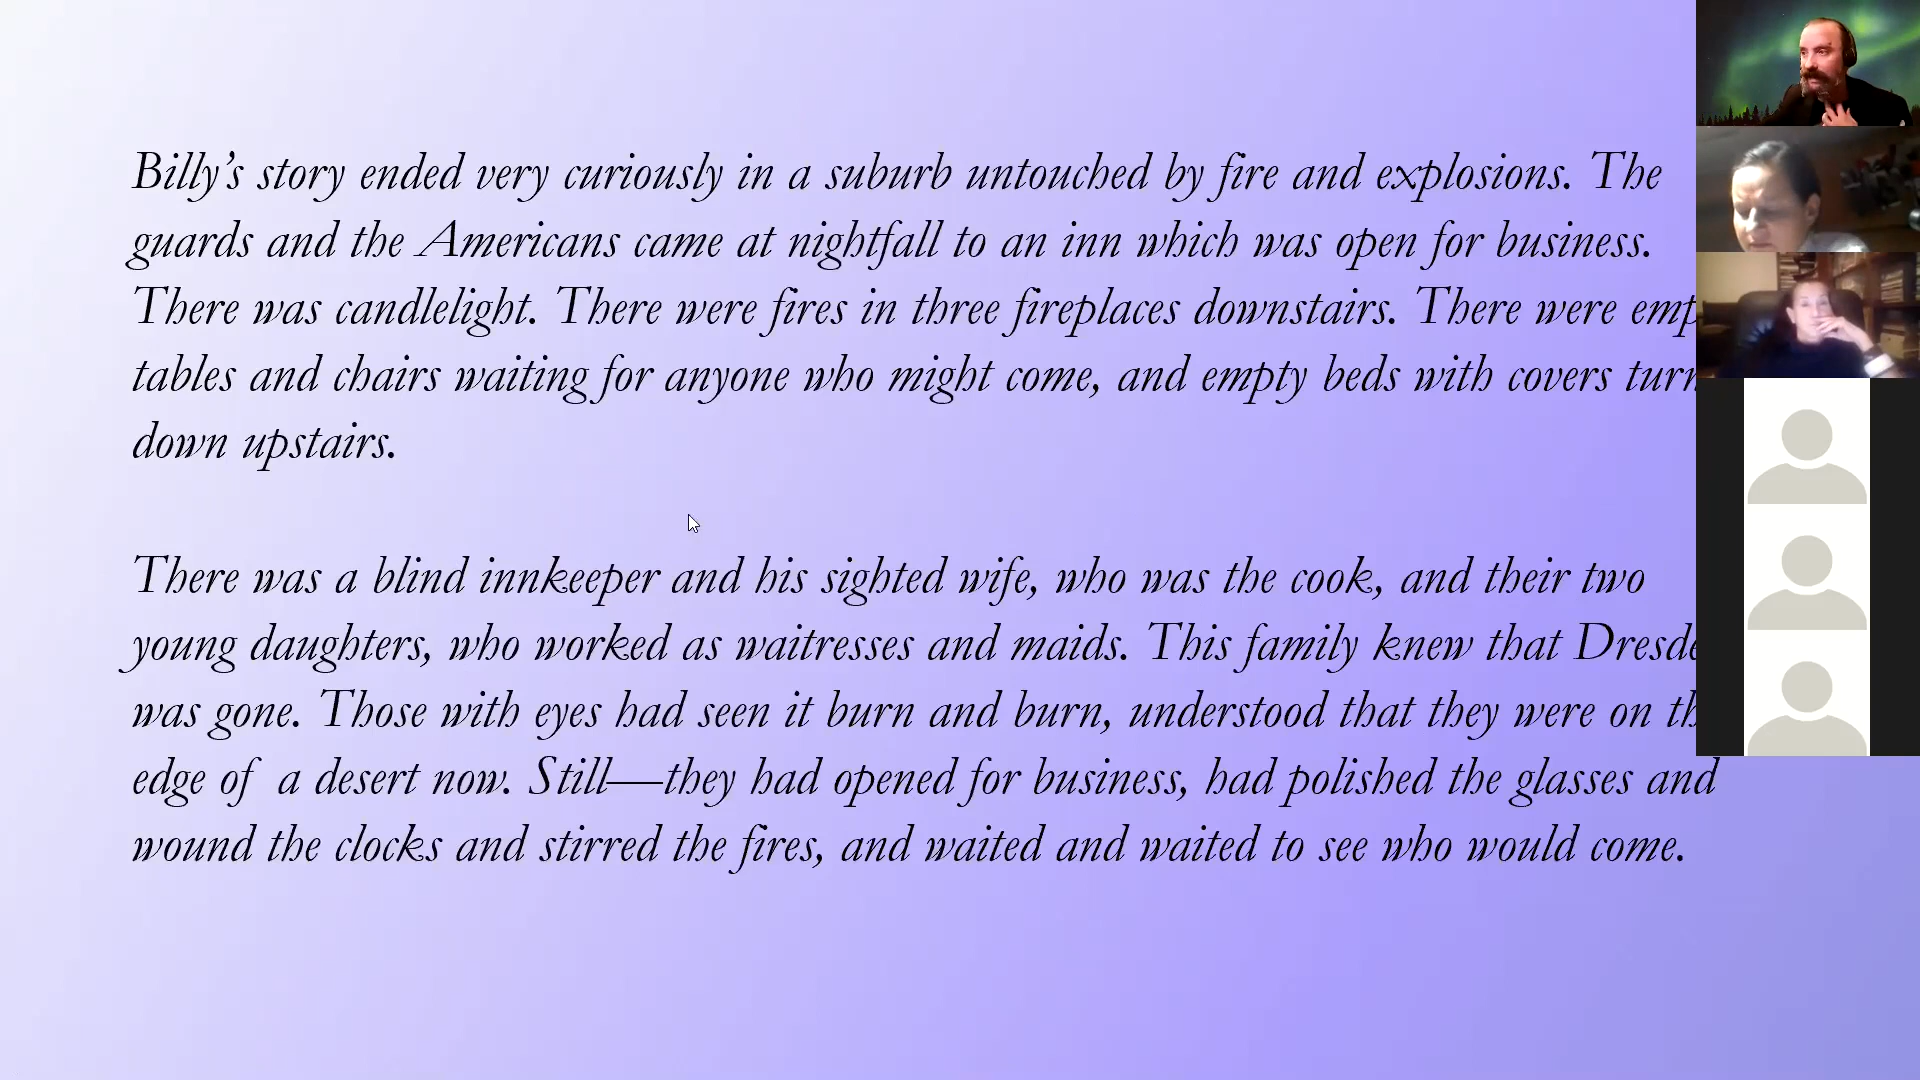 Billy’s story ended very curiously in a suburb untouched by fire and explosions. The
guards and the Americans came at nightfall to an inn which was open for business.
There was candlelight. There were fires in three fireplaces downstairs. There were
tables and chairs waiting for anyone who might come, and empty beds with covers
down upstairs.
There was a blind innkeeper and his sighted wife, who was the cook, and their two
young daughters, who worked as waitresses and maids. This family knew that
was gone. Those with eyes had seen it burn and burn, understood that they were on
edge of a desert now. Still—they had opened for business, had polished the glasses and
wound the clocks and stirred the fires, and waited and waited to see who would come.